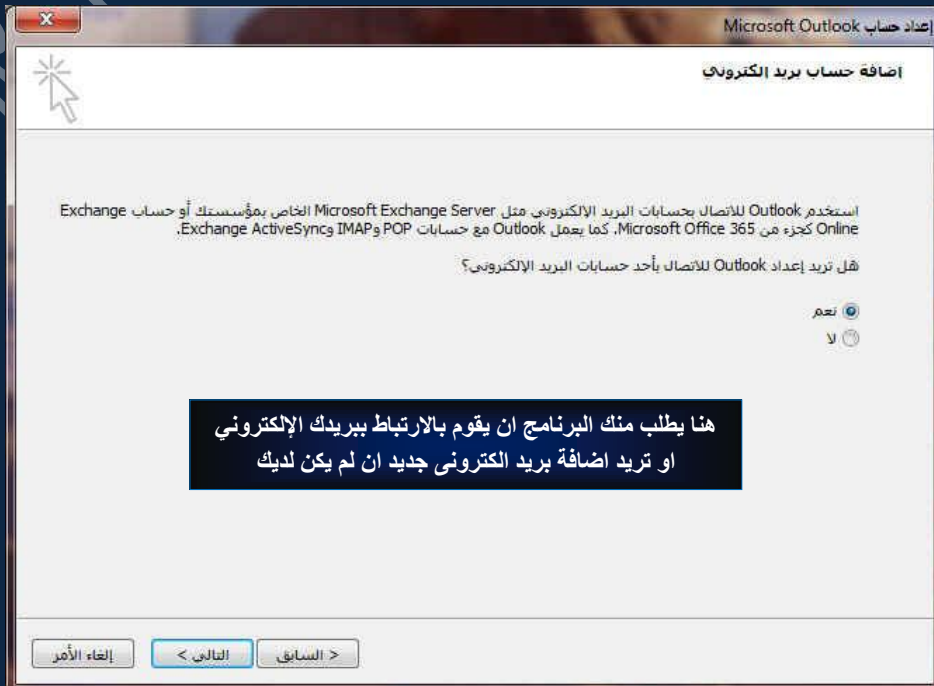 إعداد حساب Microsoft Outlook
اضافة حساب بريد الكتروني
استخدم Outlook للاتصال بحسابات البريد الإلكتروني مثل Microsoft Exchange Server الخاص بمؤسستك أو حساب Exchange
Online كجزء من Microsoft Office 365. كما يعمل Outlook مع حسابات POP وIMAP وExchange ActiveSync.
هل تريد إعداد Outlook للاتصال بأحد حسابات البريد الإلكتروني؟
نعم
لا
هنا يطلب منك البرنامج ان يقوم بالارتباط ببريدك الإلكتروني
او تريد اضافة بريد الكتروني جديد ان لم يكن لديك
< السابق
التالي >
إلغاء الأمر